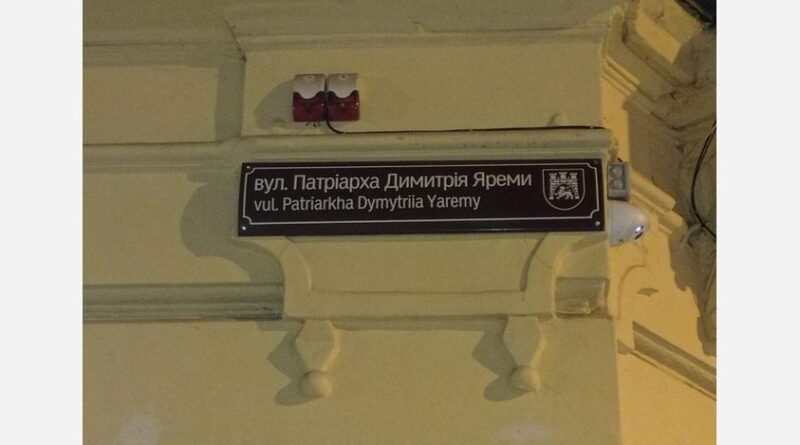 вул. Патріарха Димитрія Яреми
vul. Patriarkha Dymytriia Yaremy